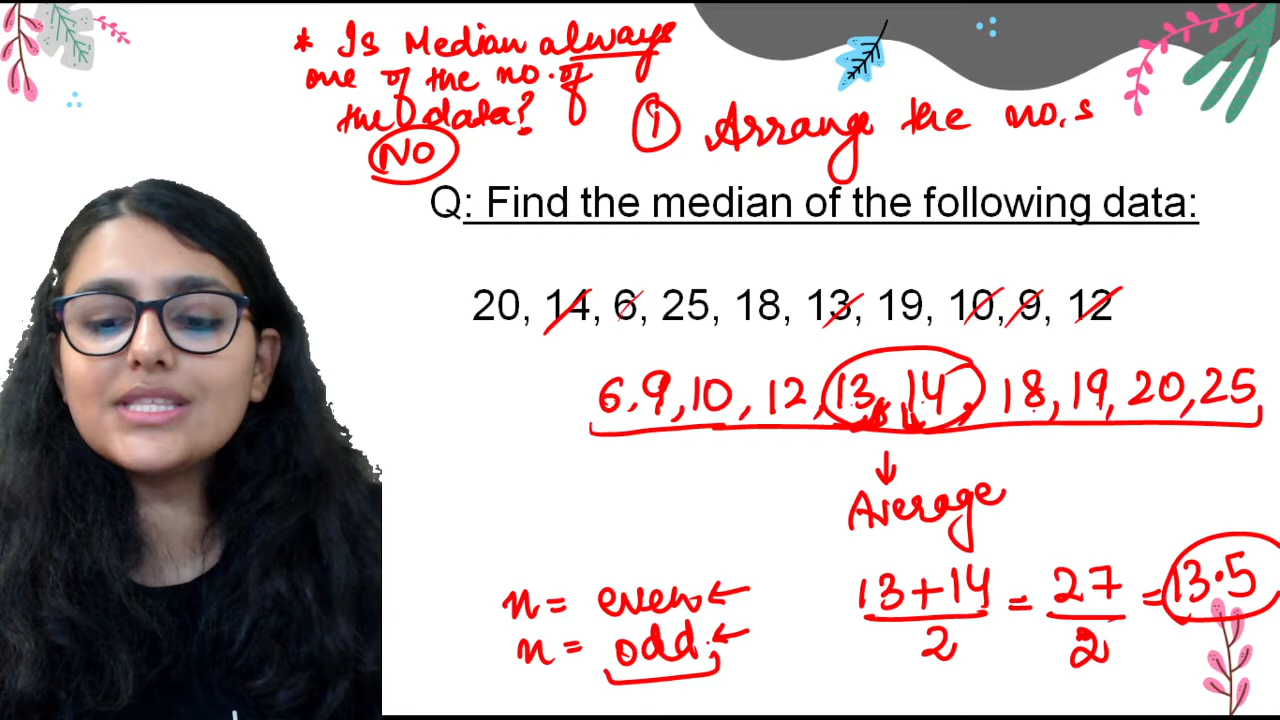 * Is Median always
one of the no. of
the data?
NO
① Arrange the no.s
Q: Find the median of the following data:
20, 14, 6, 25, 18, 13, 19, 10, 9, 12
6, 9, 10, 12, 13, 14, 18, 19, 20, 25
↓
Average
n = even ←
n = odd. ←
13+14/2 = 27/2 = 13.5